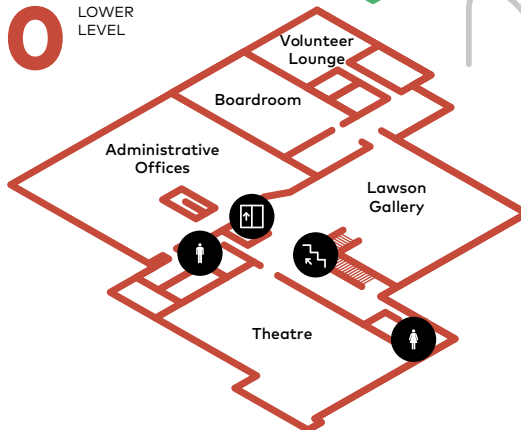 0
LOWER
LEVEL
Volunteer
Lounge
Boardroom
Administrative
Offices
Lawson
Gallery
Theatre